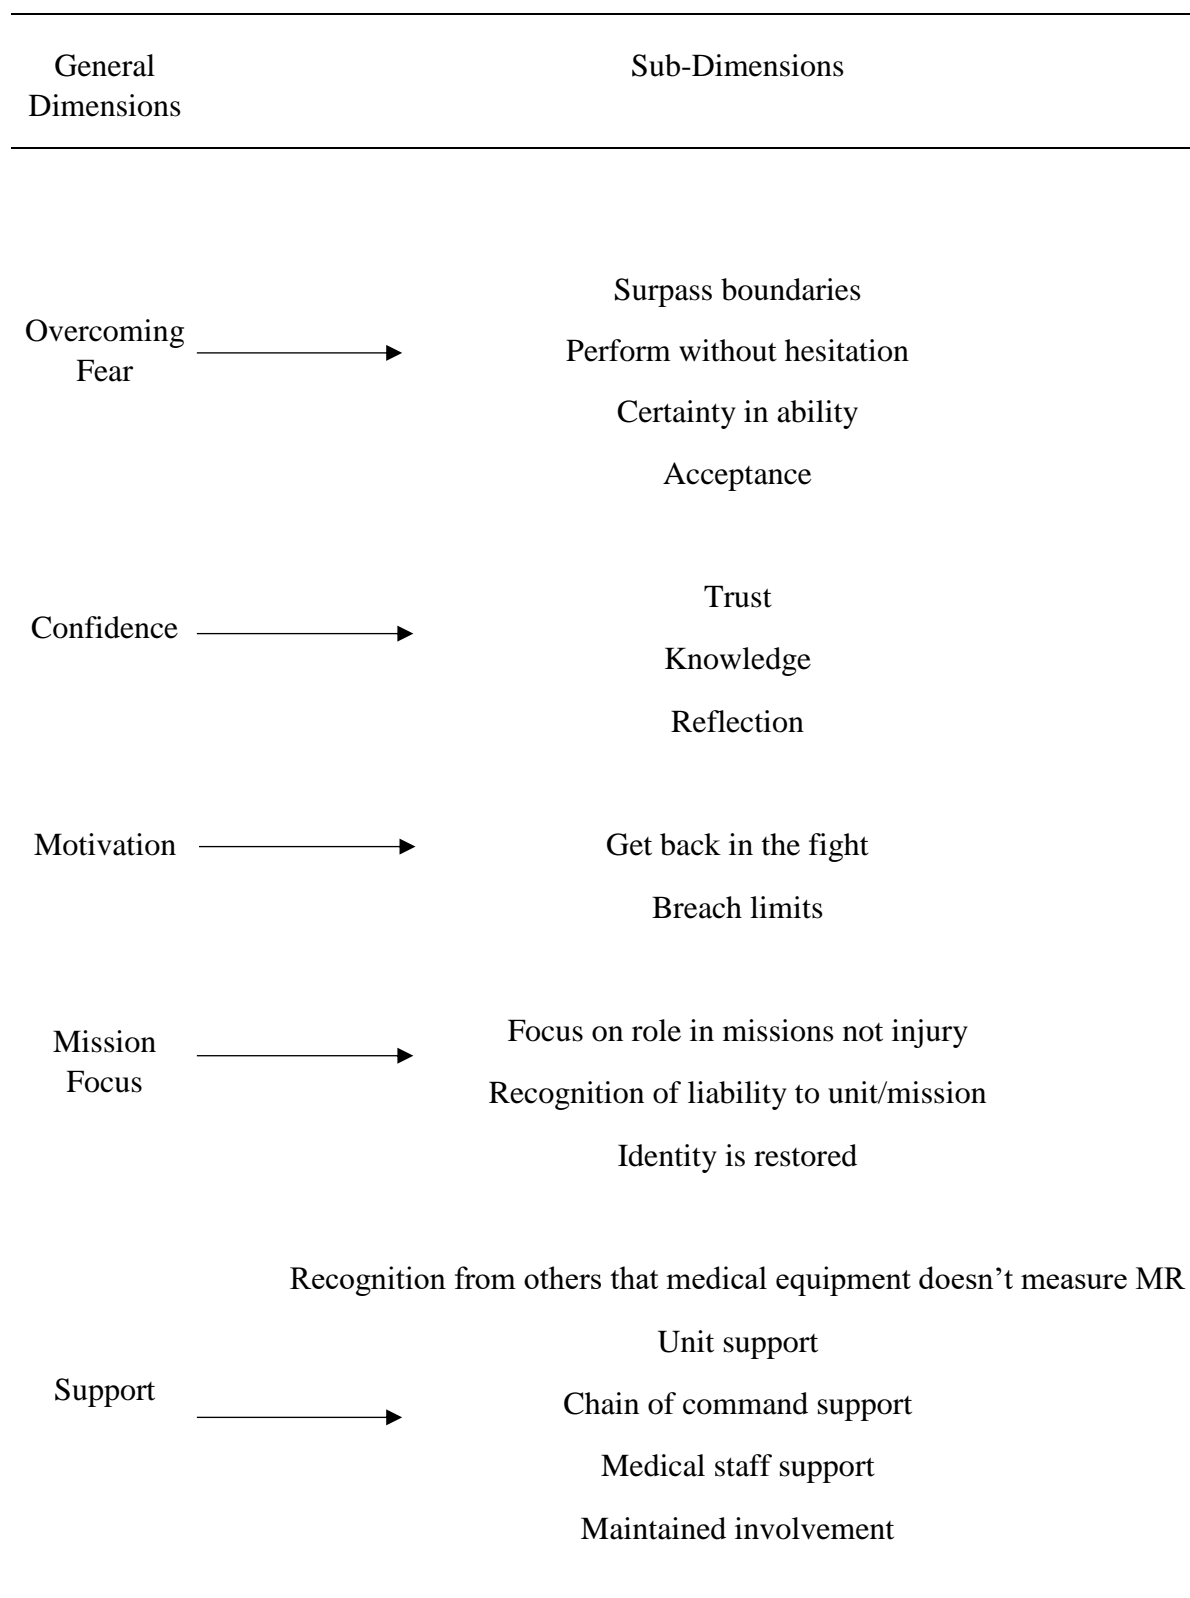 General
Dimensions
Sub-Dimensions
Overcoming
Fear
Surpass boundaries
Perform without hesitation
Certainty in ability
Acceptance
Confidence
Trust
Knowledge
Reflection
Motivation
Get back in the fight
Breach limits
Mission
Focus
Focus on role in missions not injury
Recognition of liability to unit/mission
Identity is restored
Support
Recognition from others that medical equipment doesn’t measure MR
Unit support
Chain of command support
Medical staff support
Maintained involvement